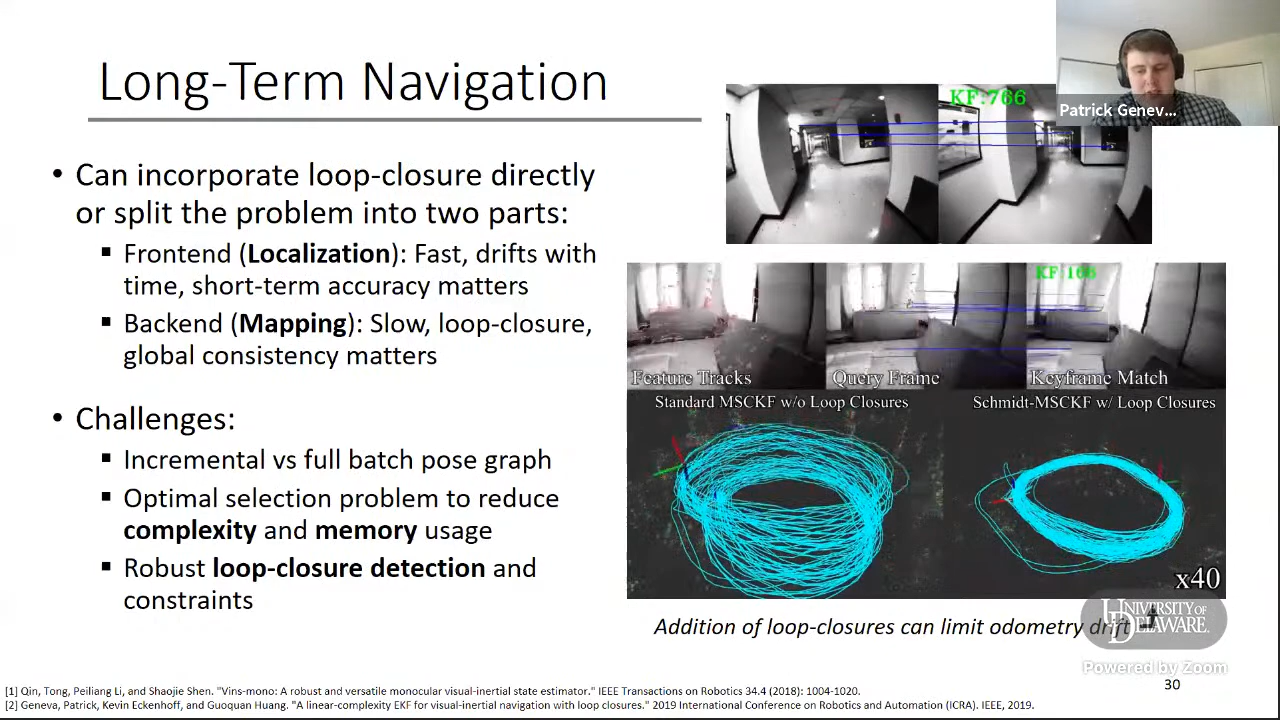 Long-Term Navigation
KF:766
Patrick Genev...
• Can incorporate loop-closure directly
or split the problem into two parts:
▪ Frontend (Localization): Fast, drifts with
time, short-term accuracy matters
▪ Backend (Mapping): Slow, loop-closure,
global consistency matters
• Challenges:
▪ Incremental vs full batch pose graph
▪ Optimal selection problem to reduce
complexity and memory usage
▪ Robust loop-closure detection and
constraints
KF:166
Feature Tracks
Query Frame
Keyframe Match
Standard MSCKF w/o Loop Closures
Schmidt-MSCKF w/ Loop Closures
x40
Addition of loop-closures can limit odometry drift
UNIVERSITY OF
DELAWARE.
Powered by Zoom
30
[1] Qin, Tong, Peiliang Li, and Shaojie Shen. "Vins-mono: A robust and versatile monocular visual-inertial state estimator." IEEE Transactions on Robotics 34.4 (2018): 1004-1020.
[2] Geneva, Patrick, Kevin Eckenhoff, and Guoquan Huang. "A linear-complexity EKF for visual-inertial navigation with loop closures." 2019 International Conference on Robotics and Automation (ICRA). IEEE, 2019.